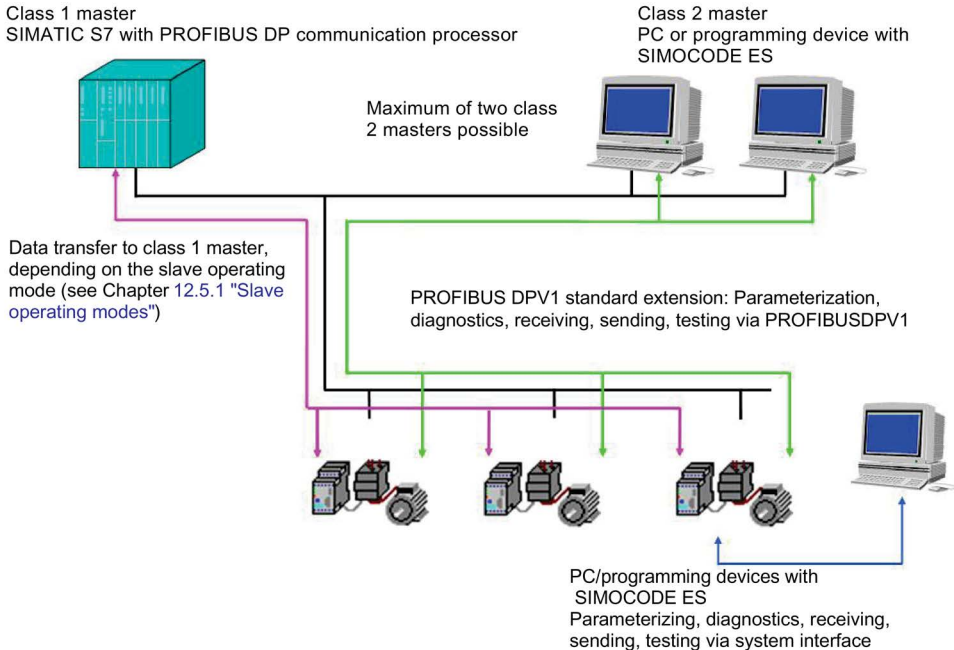 Class 1 master
SIMATIC S7 with PROFIBUS DP communication processor
Class 2 master
PC or programming device with
SIMOCODE ES
Maximum of two class
2 masters possible
Data transfer to class 1 master,
depending on the slave operating
mode (see Chapter 12.5.1 "Slave
operating modes")
PROFIBUS DPV1 standard extension: Parameterization,
diagnostics, receiving, sending, testing via PROFIBUSDPV1
PC/programming devices with
SIMOCODE ES
Parameterizing, diagnostics, receiving,
sending, testing via system interface